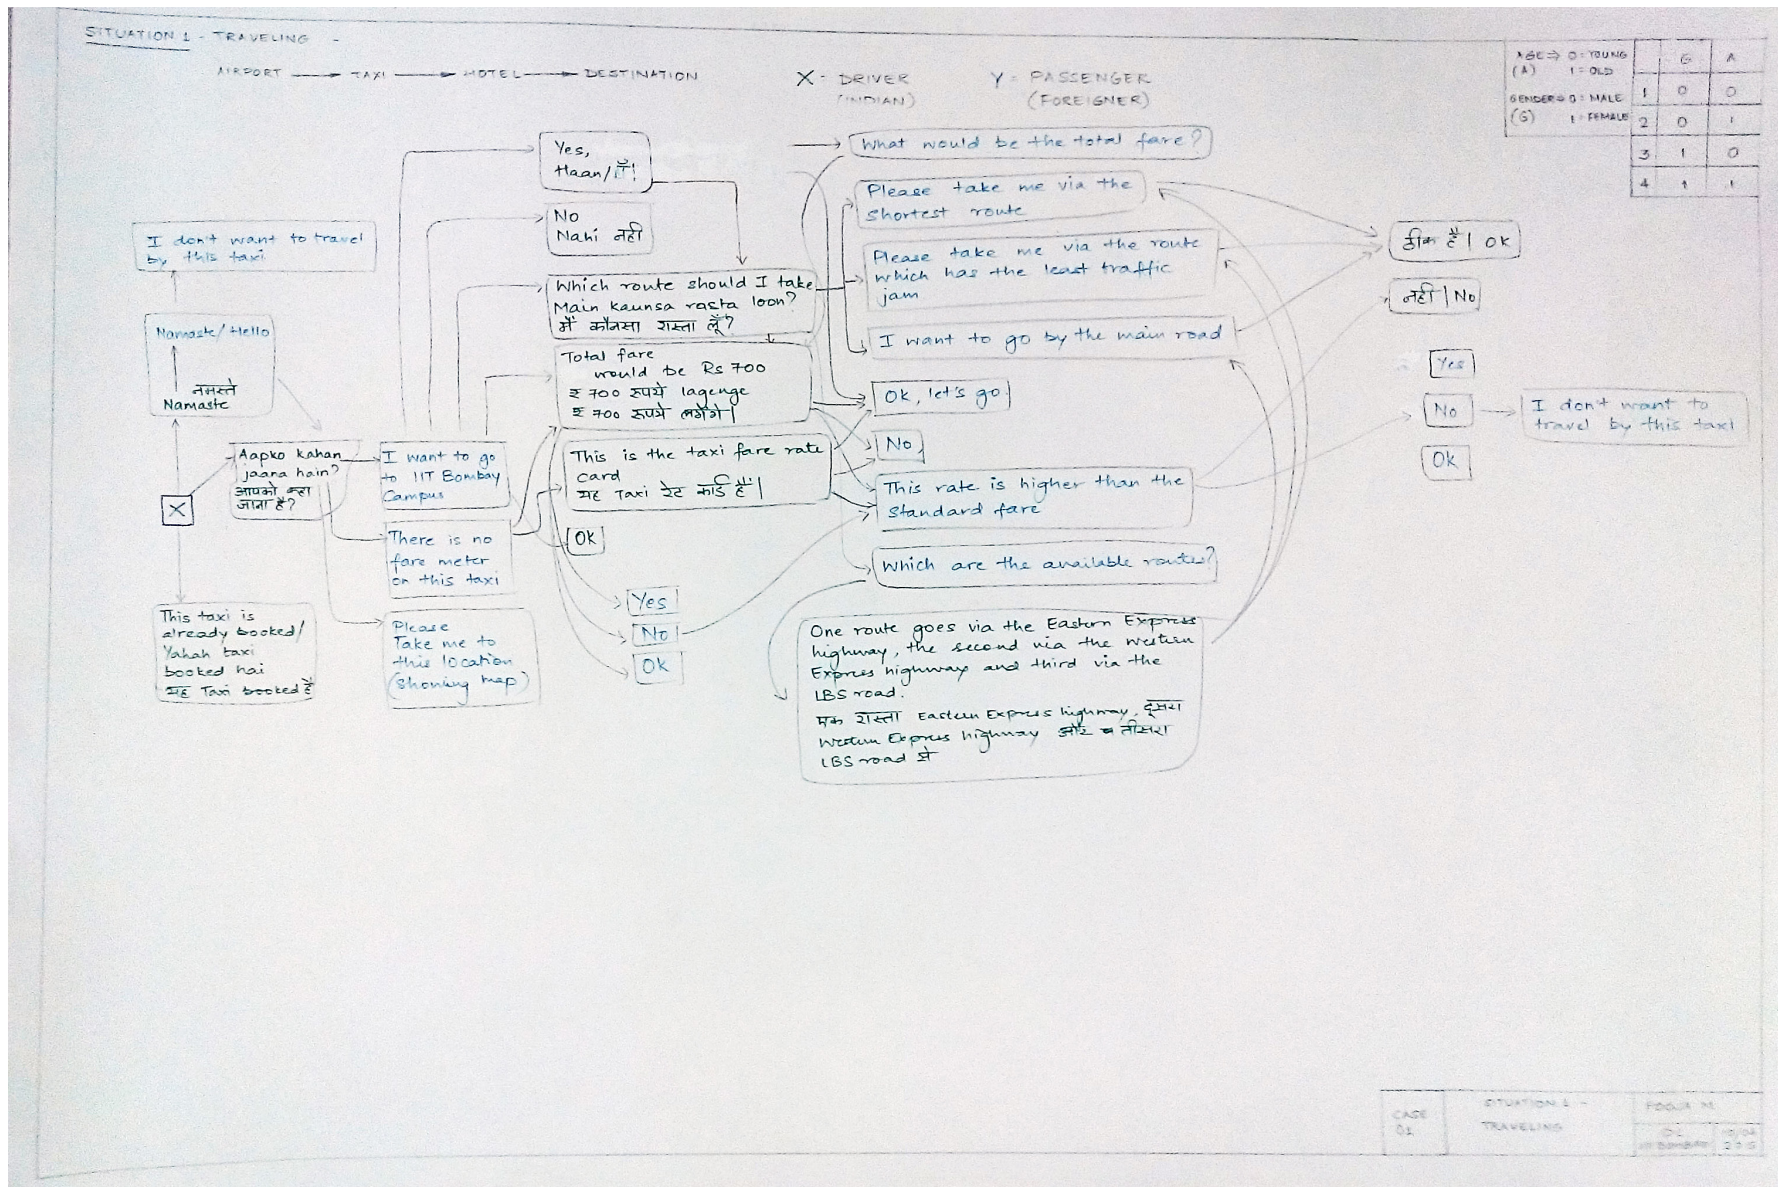 SITUATION 1 - TRAVELING -
AIRPORT TAXI HOTEL DESTINATION
X - DRIVER
(INDIAN)
Y = PASSENGER
(FOREIGNER)
AGE => 0 = YOUNG
(A) 1 = OLD
GENDER => 0 = MALE
(G) 1 = FEMALE
G A
1 0 0
2 0 1
3 1 0
4 1 1
I don't want to travel
by this taxi
Namaste/Hello
नमस्ते
Namaste
X
This taxi is
already booked/
Yahah taxi
booked hai
यह Taxi booked है
Aapko kahan
jaana hain?
आपको कहा
जाना है?
I want to go
to IIT Bombay
Campus
There is no
fare meter
on this taxi
Please
Take me to
this location
(showing map)
Yes,
Haan/
No
Nahi नही
Which route should I take
Main kaunsa rasta loon?
में कौनसा रास्ता लूँ?
Total fare
would be Rs 700
₹ 700 रुपये lagenge
₹ 700 रुपये लगेंगे|
This is the taxi fare rate
card
यह Taxi रेट कार्ड है|
Ok
Yes
No
Ok
What would be the total fare?
Please take me via the
shortest route
Please take me via the route
which has the least traffic
jam
I want to go by the main road
Ok, let's go
No
This rate is higher than the
standard fare
Which are the available routes?
One route goes via the Eastern Express
highway, the second via the Western
Express highway and third via the
LBS road.
एक रास्ता Eastern Express highway, दूसरा
Western Express highway और तीसरा
LBS road से
ठीक है | OK
नही | No
Yes
No
Ok
I don't want to
travel by this taxi
CASE
01
SITUATION 1 -
TRAVELING
POOJA M